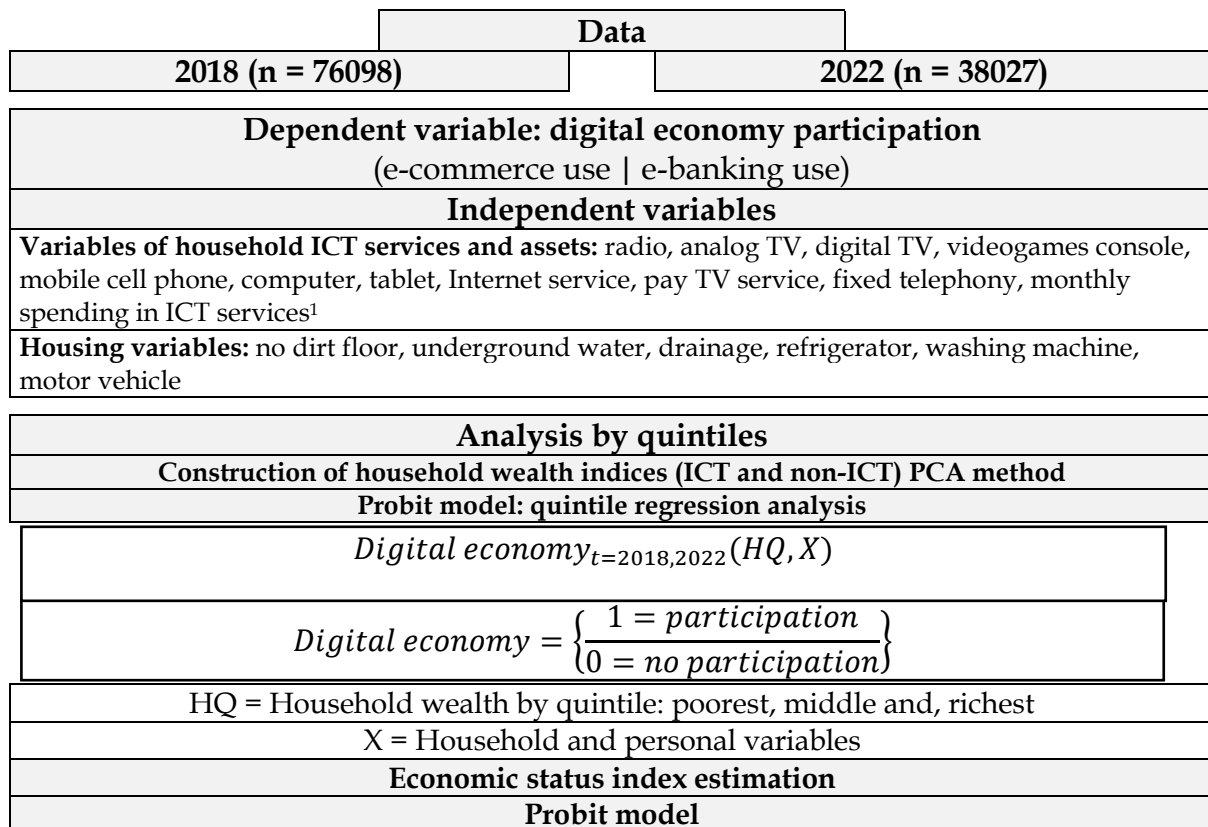 Data
2018 (n = 76098) 2022 (n = 38027)
Dependent variable: digital economy participation
(e-commerce use | e-banking use)
Independent variables
Variables of household ICT services and assets: radio, analog TV, digital TV, videogames console,
mobile cell phone, computer, tablet, Internet service, pay TV service, fixed telephony, monthly
spending in ICT services¹
Housing variables: no dirt floor, underground water, drainage, refrigerator, washing machine,
motor vehicle
Analysis by quintiles
Construction of household wealth indices (ICT and non-ICT) PCA method
Probit model: quintile regression analysis
Digital economy_{t=2018,2022}(HQ, X)
Digital economy = {1 = participation
0 = no participation}
HQ = Household wealth by quintile: poorest, middle and, richest
X = Household and personal variables
Economic status index estimation
Probit model